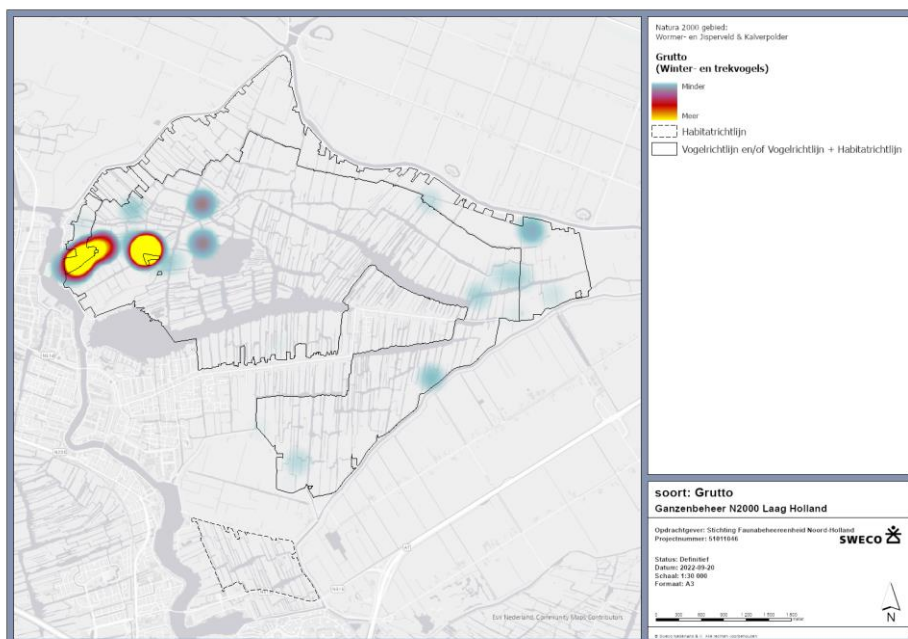 Natura 2000 gebied:
Wormer- en Jisperveld & Kalverpolder
Grutto
(Winter- en trekvogels)
Minder
Meer
Habitatrichtlijn
Vogelrichtlijn en/of Vogelrichtlijn + Habitatrichtlijn
Esri Nederland, Community Maps Contributors
soort: Grutto
Ganzenbeheer N2000 Laag Holland
Opdrachtgever: Stichting Faunabeheereenheid Noord-Holland
Projectnummer: 51011046
SWECO
Status: Definitief
Datum: 2022-09-20
Schaal: 1:30 000
Formaat: A3
N